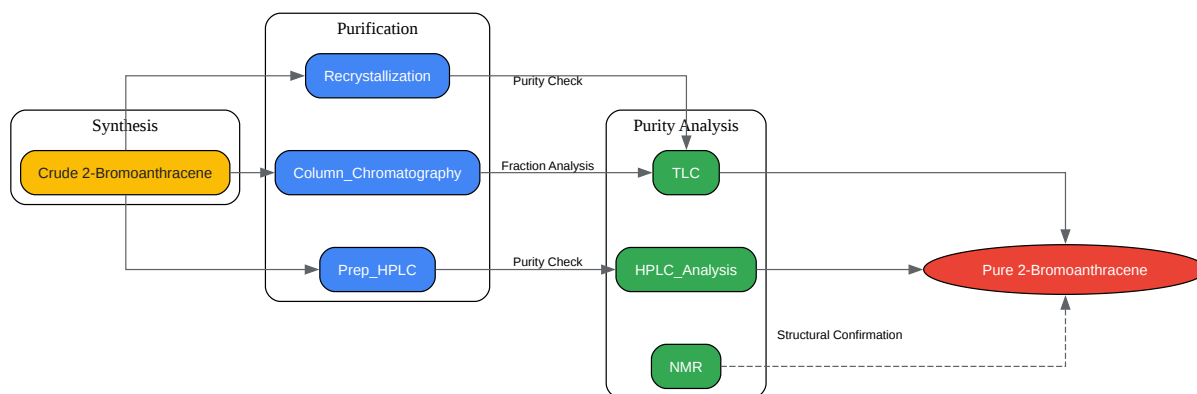 Purification
Recrystallization
Purity Check
Synthesis
Purity Analysis
Crude 2-Bromoanthracene
Column_Chromatography
Fraction Analysis
TLC
Prep_HPLC
Purity Check
HPLC_Analysis
Pure 2-Bromoanthracene
Structural Confirmation
NMR